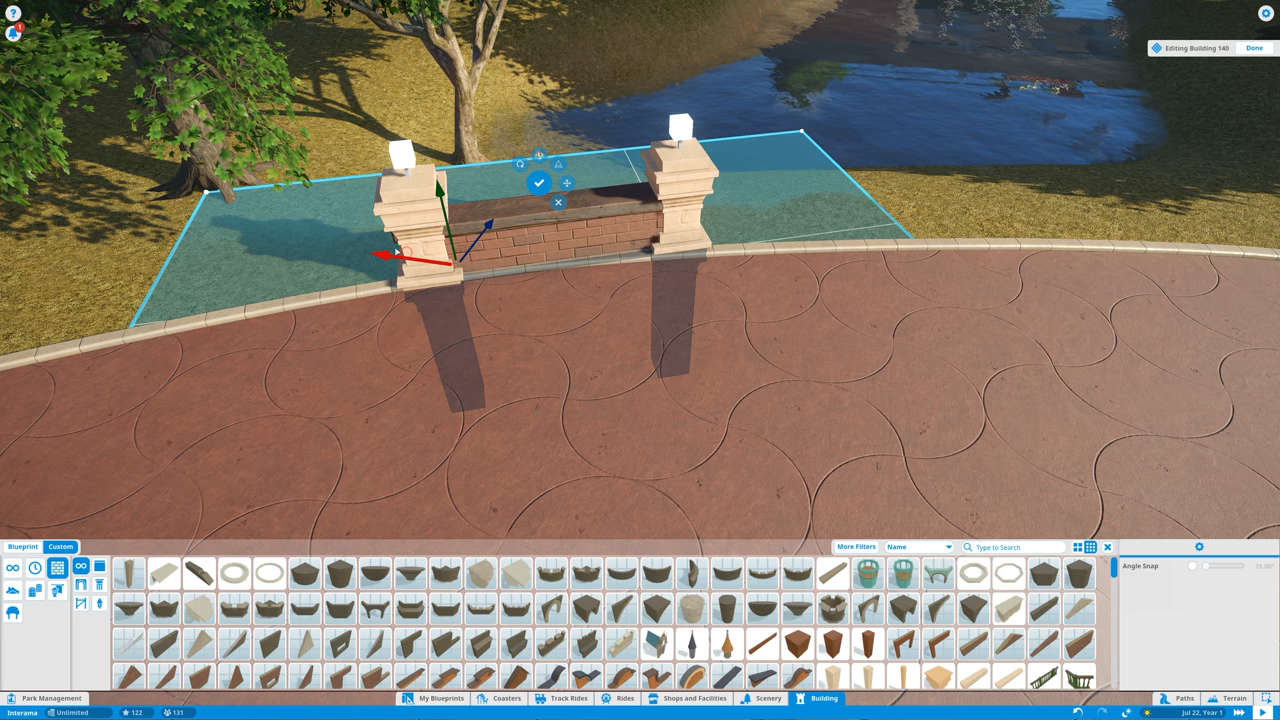 ?
1
Editing Building 140 Done
Blueprint Custom
More Filters Name Type to Search
Angle Snap 15.00°
Park Management My Blueprints Coasters Track Rides Rides Shops and Facilities Scenery Building Paths Terrain
Interama Unlimited 122 131 Jul 22, Year 1